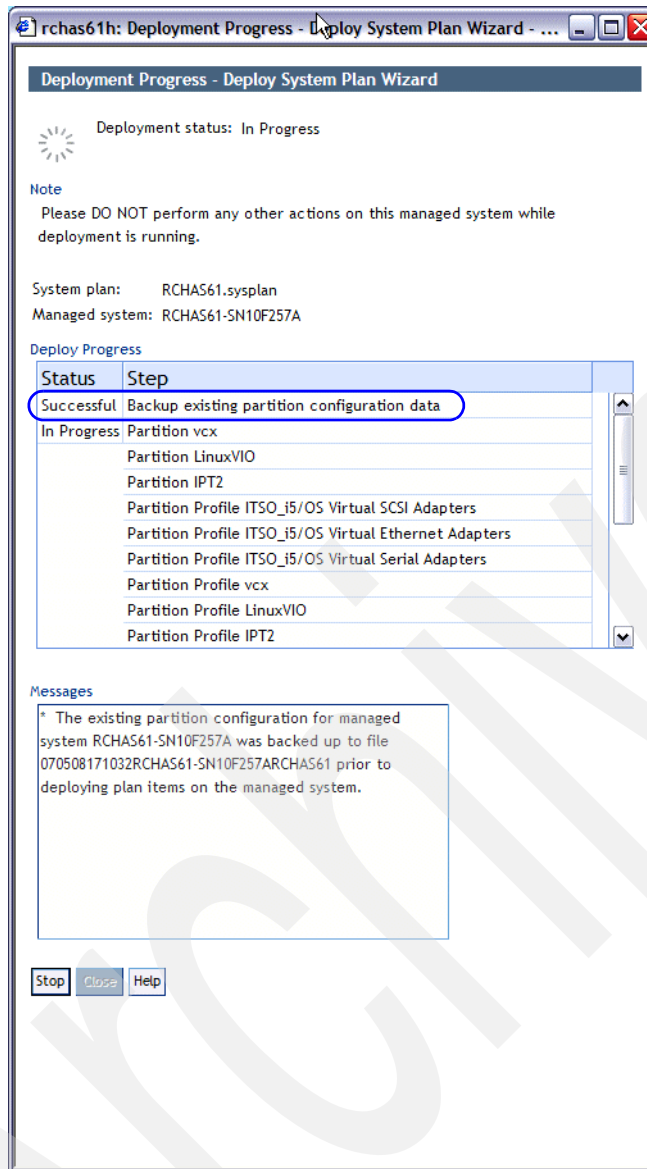 rchas61h: Deployment Progress - Deploy System Plan Wizard - ...
Deployment Progress - Deploy System Plan Wizard
Deployment status: In Progress
Note
Please DO NOT perform any other actions on this managed system while
deployment is running.
System plan: RCHAS61.sysplan
Managed system: RCHAS61-SN10F257A
Deploy Progress
Status Step
Successful Backup existing partition configuration data
In Progress Partition vcx
Partition LinuxVIO
Partition IPT2
Partition Profile ITSO_i5/OS Virtual SCSI Adapters
Partition Profile ITSO_i5/OS Virtual Ethernet Adapters
Partition Profile ITSO_i5/OS Virtual Serial Adapters
Partition Profile vcx
Partition Profile LinuxVIO
Partition Profile IPT2
Messages
* The existing partition configuration for managed
system RCHAS61-SN10F257A was backed up to file
070508171032RCHAS61-SN10F257ARCHAS61 prior to
deploying plan items on the managed system.
Stop Close Help